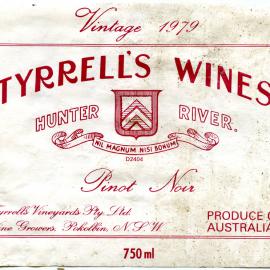 Vintage 1979
TYRRELL'S WINES
HUNTER RIVER.
NIL MAGNUM NISI BONUM
D2404
Pinot Noir
Tyrrell's Vineyards Pty. Ltd.
ine Growers, Pokolbin, N.S.W.
PRODUCE O
AUSTRALIA
750 ml